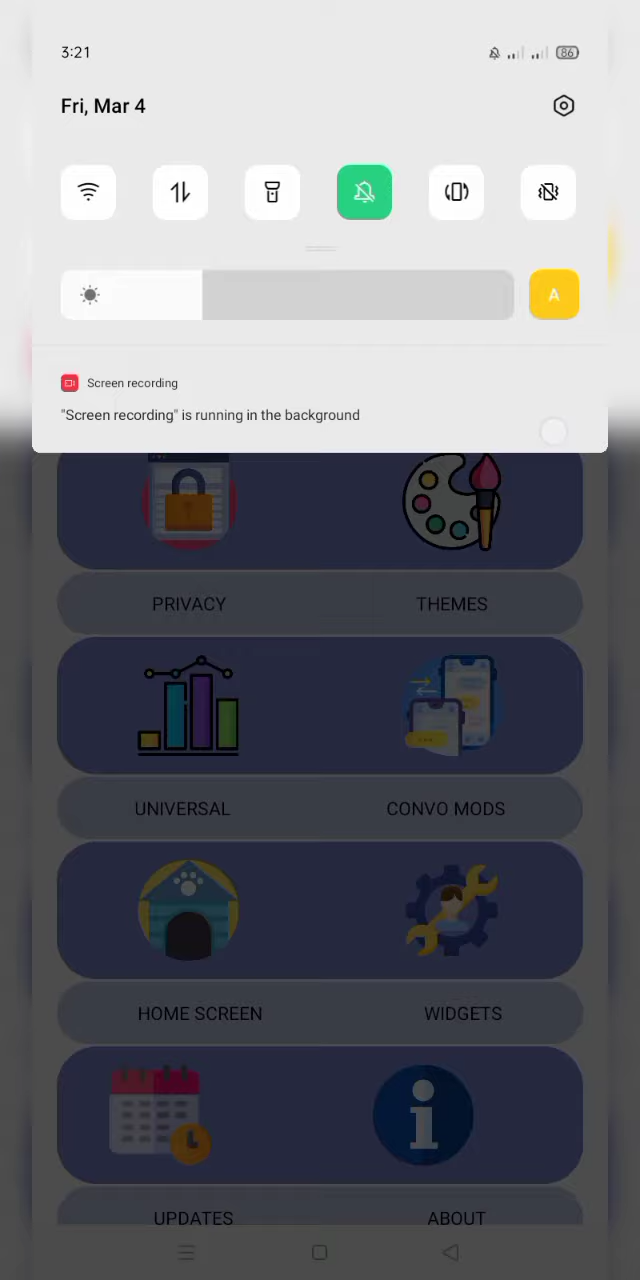 3:21
86
Fri, Mar 4
A
Screen recording
"Screen recording" is running in the background
PRIVACY THEMES
UNIVERSAL CONVO MODS
HOME SCREEN WIDGETS
UPDATES ABOUT